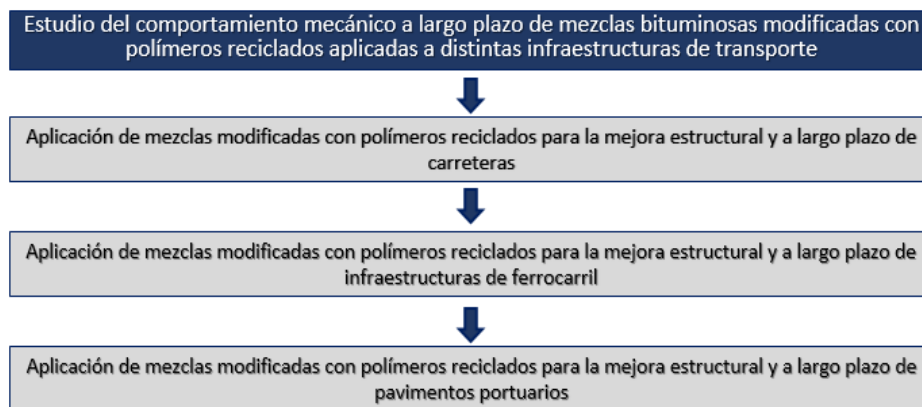 Estudio del comportamiento mecánico a largo plazo de mezclas bituminosas modificadas con
polímeros reciclados aplicadas a distintas infraestructuras de transporte
Aplicación de mezclas modificadas con polímeros reciclados para la mejora estructural y a largo plazo de
carreteras
Aplicación de mezclas modificadas con polímeros reciclados para la mejora estructural y a largo plazo de
infraestructuras de ferrocarril
Aplicación de mezclas modificadas con polímeros reciclados para la mejora estructural y a largo plazo de
pavimentos portuarios